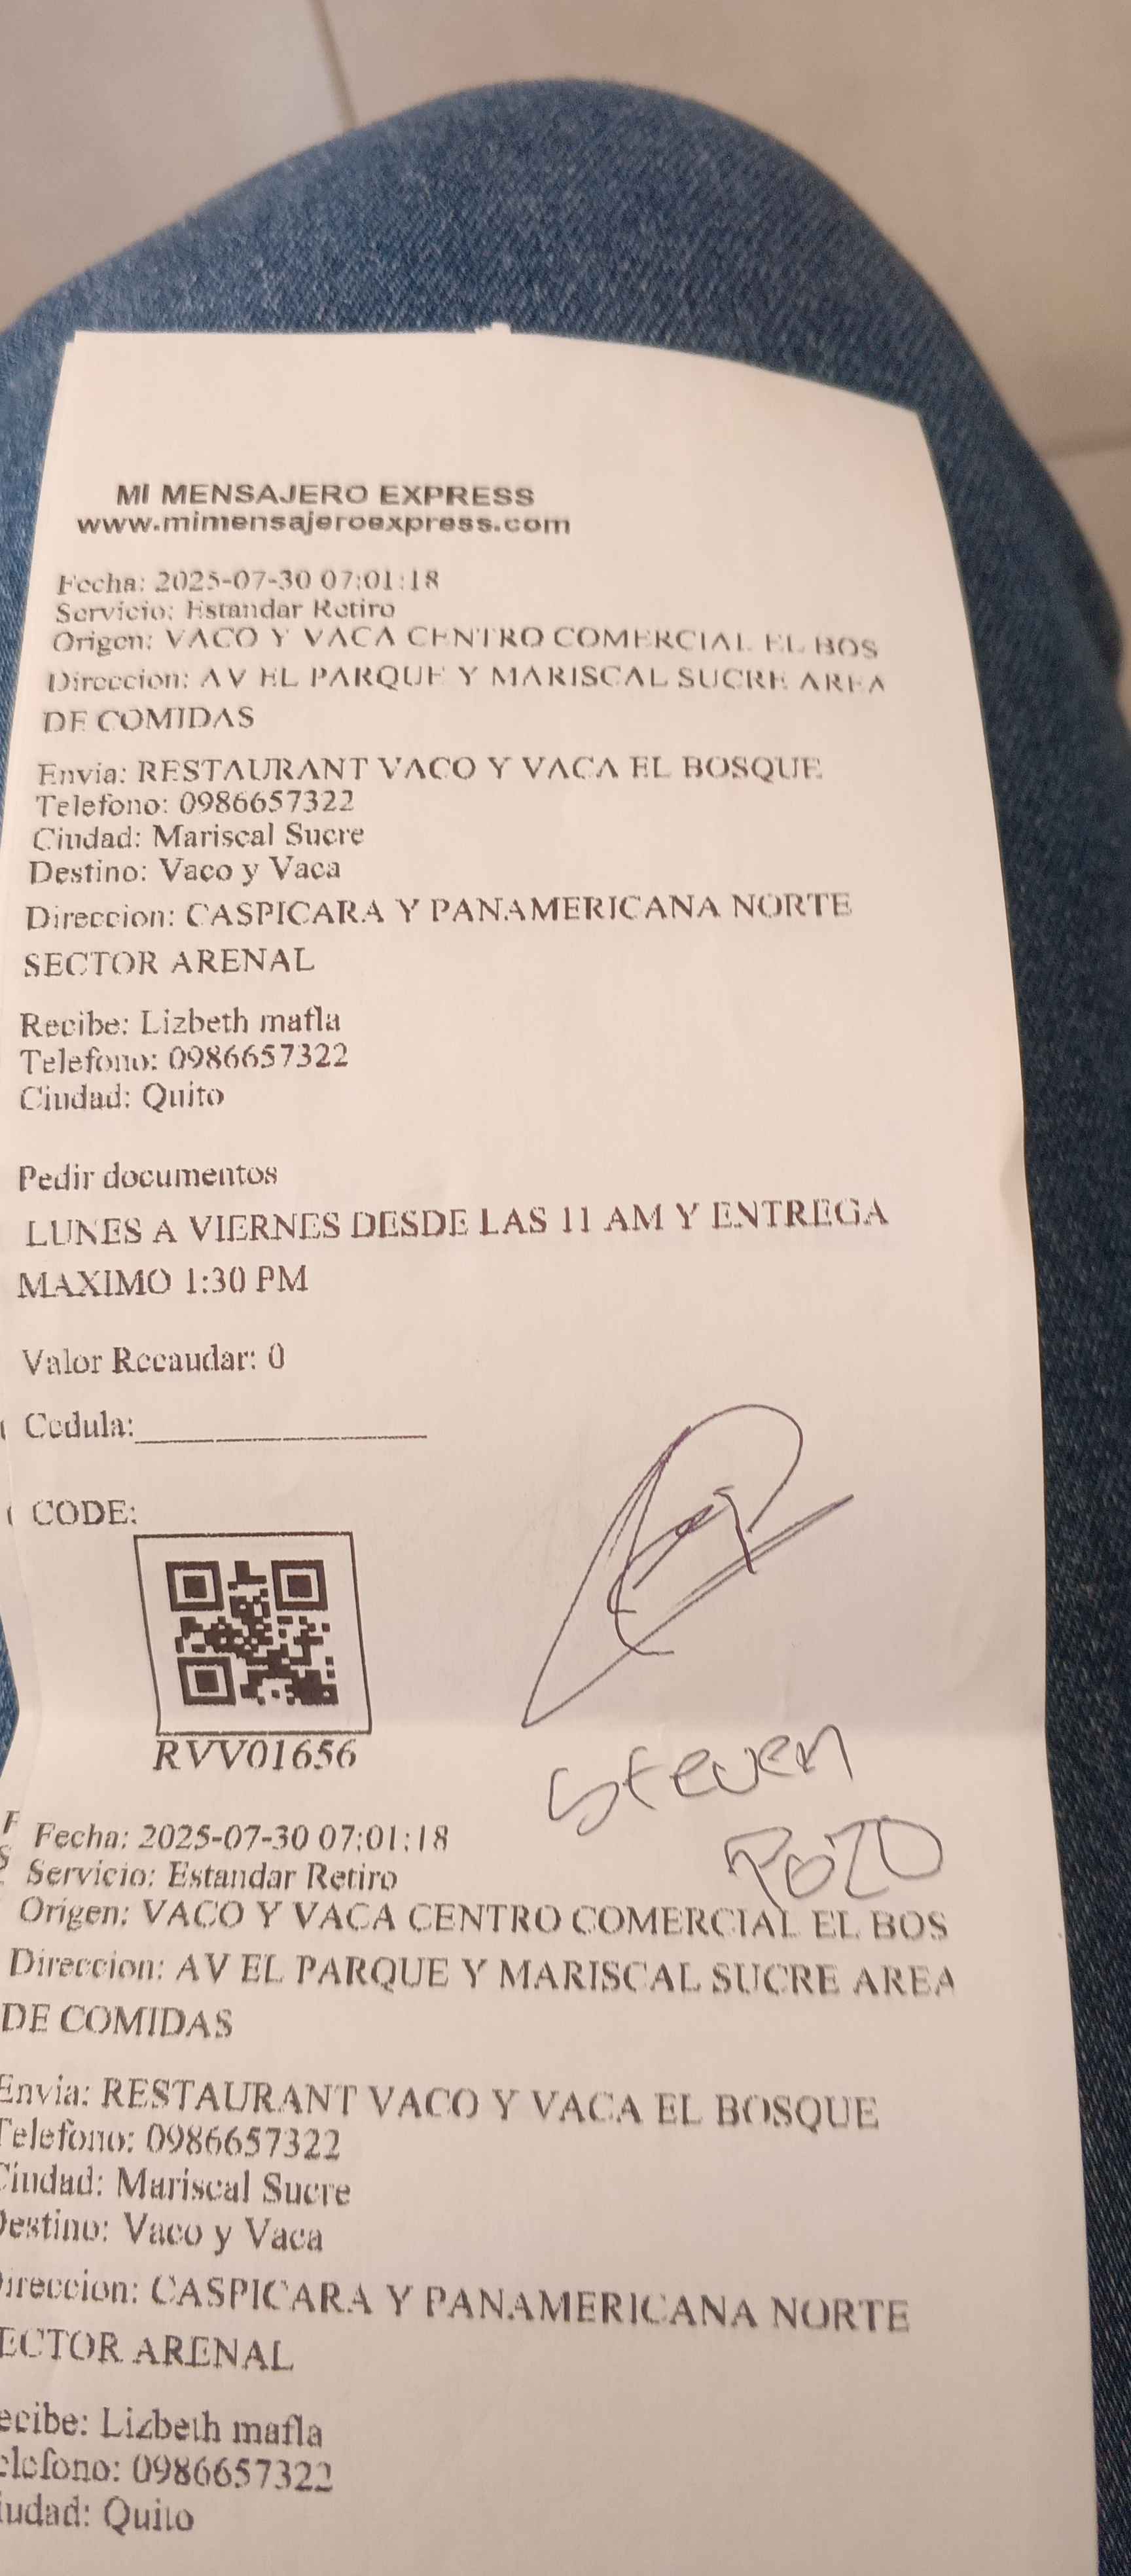 MI MENSAJERO EXPRESS
www.mimensajeroexpress.com
Fecha: 2025-07-30 07:01:18
Servicio: Estandar Retiro
Origen: VACO Y VACA CENTRO COMERCIAL EL BOS
Direccion: AV EL PARQUE Y MARISCAL SUCRE AREA
DE COMIDAS
Envia: RESTAURANT VACO Y VACA EL BOSQUE
Telefono: 0986657322
Ciudad: Mariscal Sucre
Destino: Vaco y Vaca
Direccion: CASPICARA Y PANAMERICANA NORTE
SECTOR ARENAL
Recibe: Lizbeth mafla
Telefono: 0986657322
Ciudad: Quito
Pedir documentos
LUNES A VIERNES DESDE LAS 11 AM Y ENTREGA
MAXIMO 1:30 PM
Valor Recaudar: 0
Cedula:
CODE:
RVV01656
Steven
Pozo
Fecha: 2025-07-30 07:01:18
Servicio: Estandar Retiro
Origen: VACO Y VACA CENTRO COMERCIAL EL BOS
Direccion: AV EL PARQUE Y MARISCAL SUCRE AREA
DE COMIDAS
Envia: RESTAURANT VACO Y VACA EL BOSQUE
Telefono: 0986657322
Ciudad: Mariscal Sucre
Destino: Vaco y Vaca
Direccion: CASPICARA Y PANAMERICANA NORTE
ECTOR ARENAL
ecibe: Lizbeth mafla
elefono: 0986657322
iudad: Quito